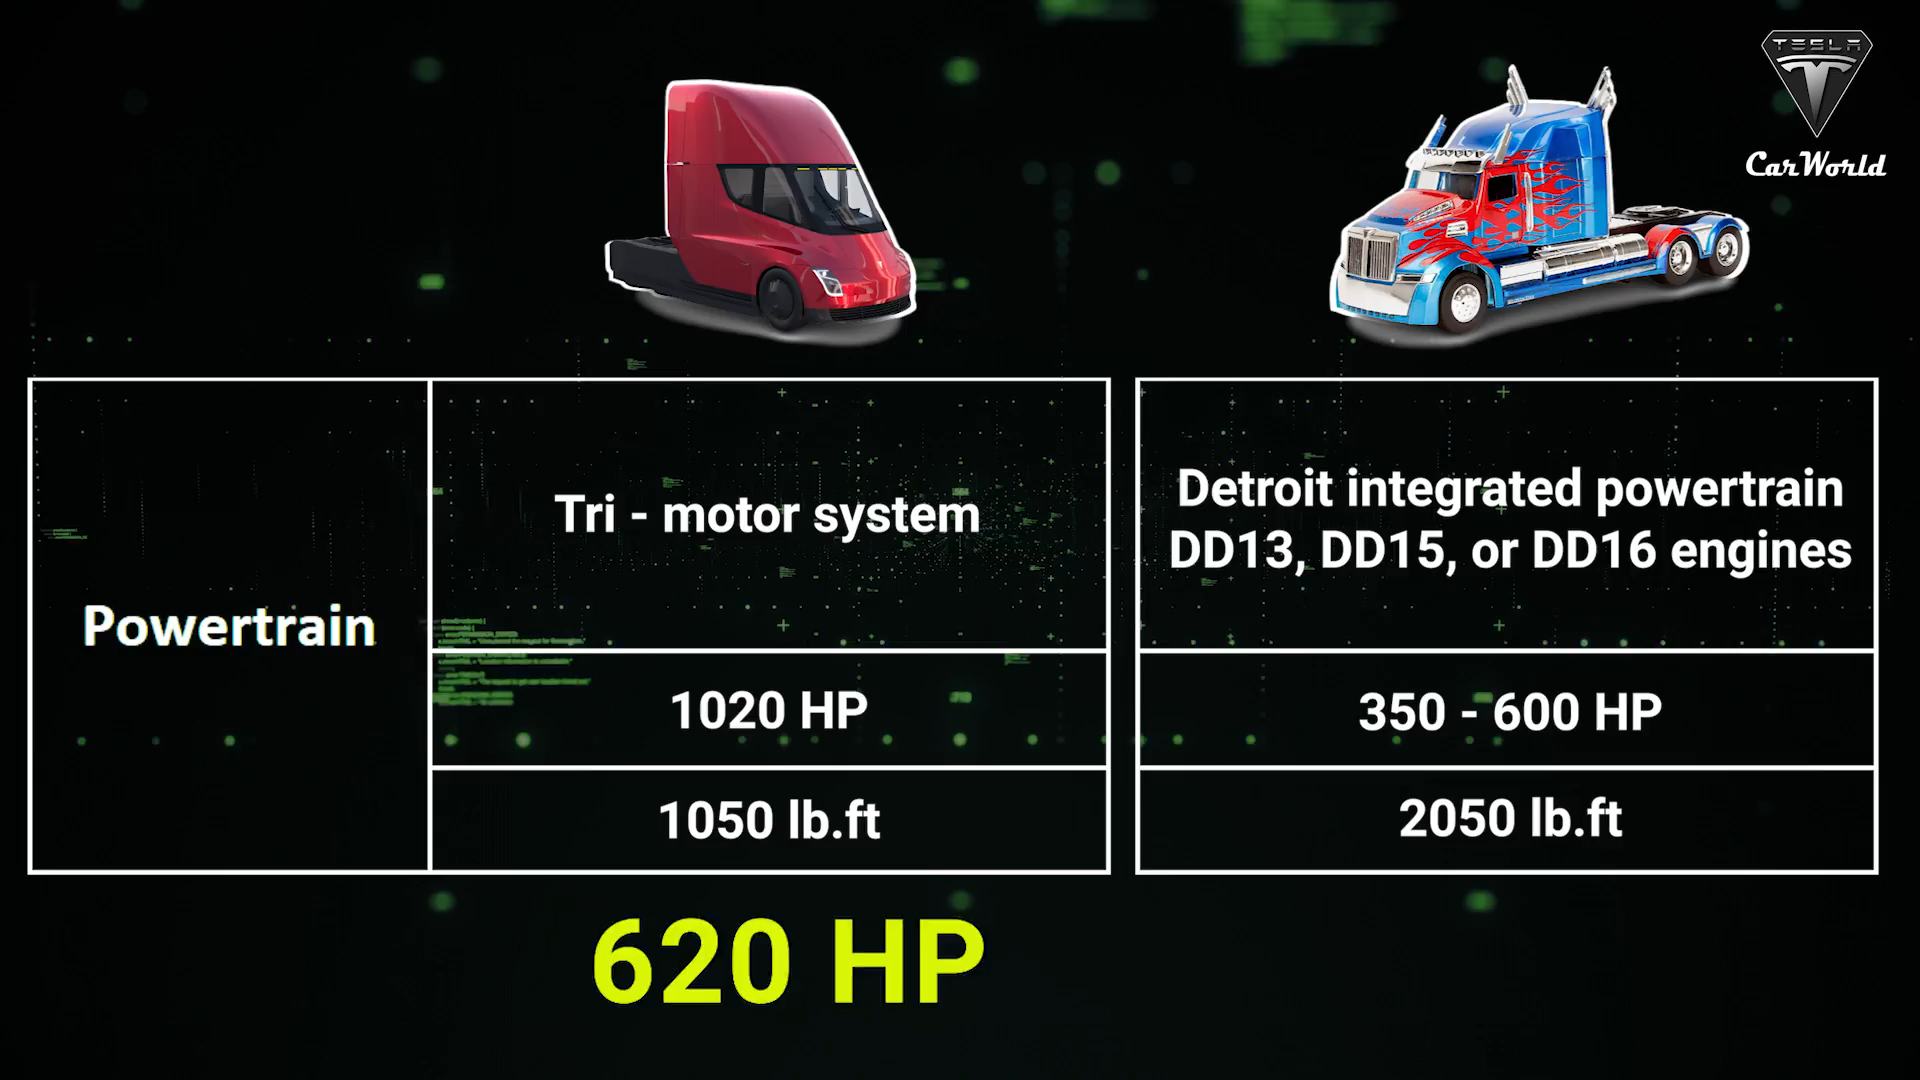 TESLA
CarWorld
Powertrain
Tri - motor system
1020 HP
1050 lb.ft
Detroit integrated powertrain
DD13, DD15, or DD16 engines
350 - 600 HP
2050 lb.ft
620 HP